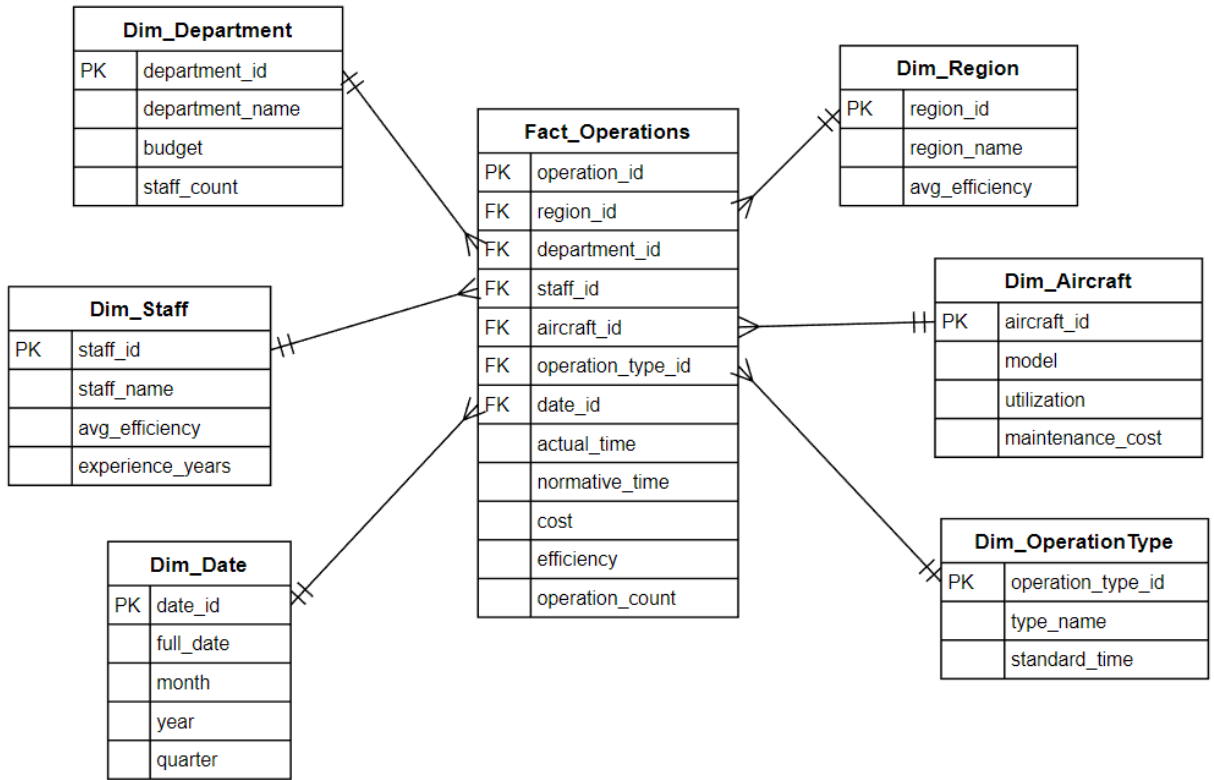 Dim_Department
PK department_id
department_name
budget
staff_count
Dim_Staff
PK staff_id
staff_name
avg_efficiency
experience_years
Dim_Date
PK date_id
full_date
month
year
quarter
Fact_Operations
PK operation_id
FK region_id
FK department_id
FK staff_id
FK aircraft_id
FK operation_type_id
FK date_id
actual_time
normative_time
cost
efficiency
operation_count
Dim_Region
PK region_id
region_name
avg_efficiency
Dim_Aircraft
PK aircraft_id
model
utilization
maintenance_cost
Dim_OperationType
PK operation_type_id
type_name
standard_time